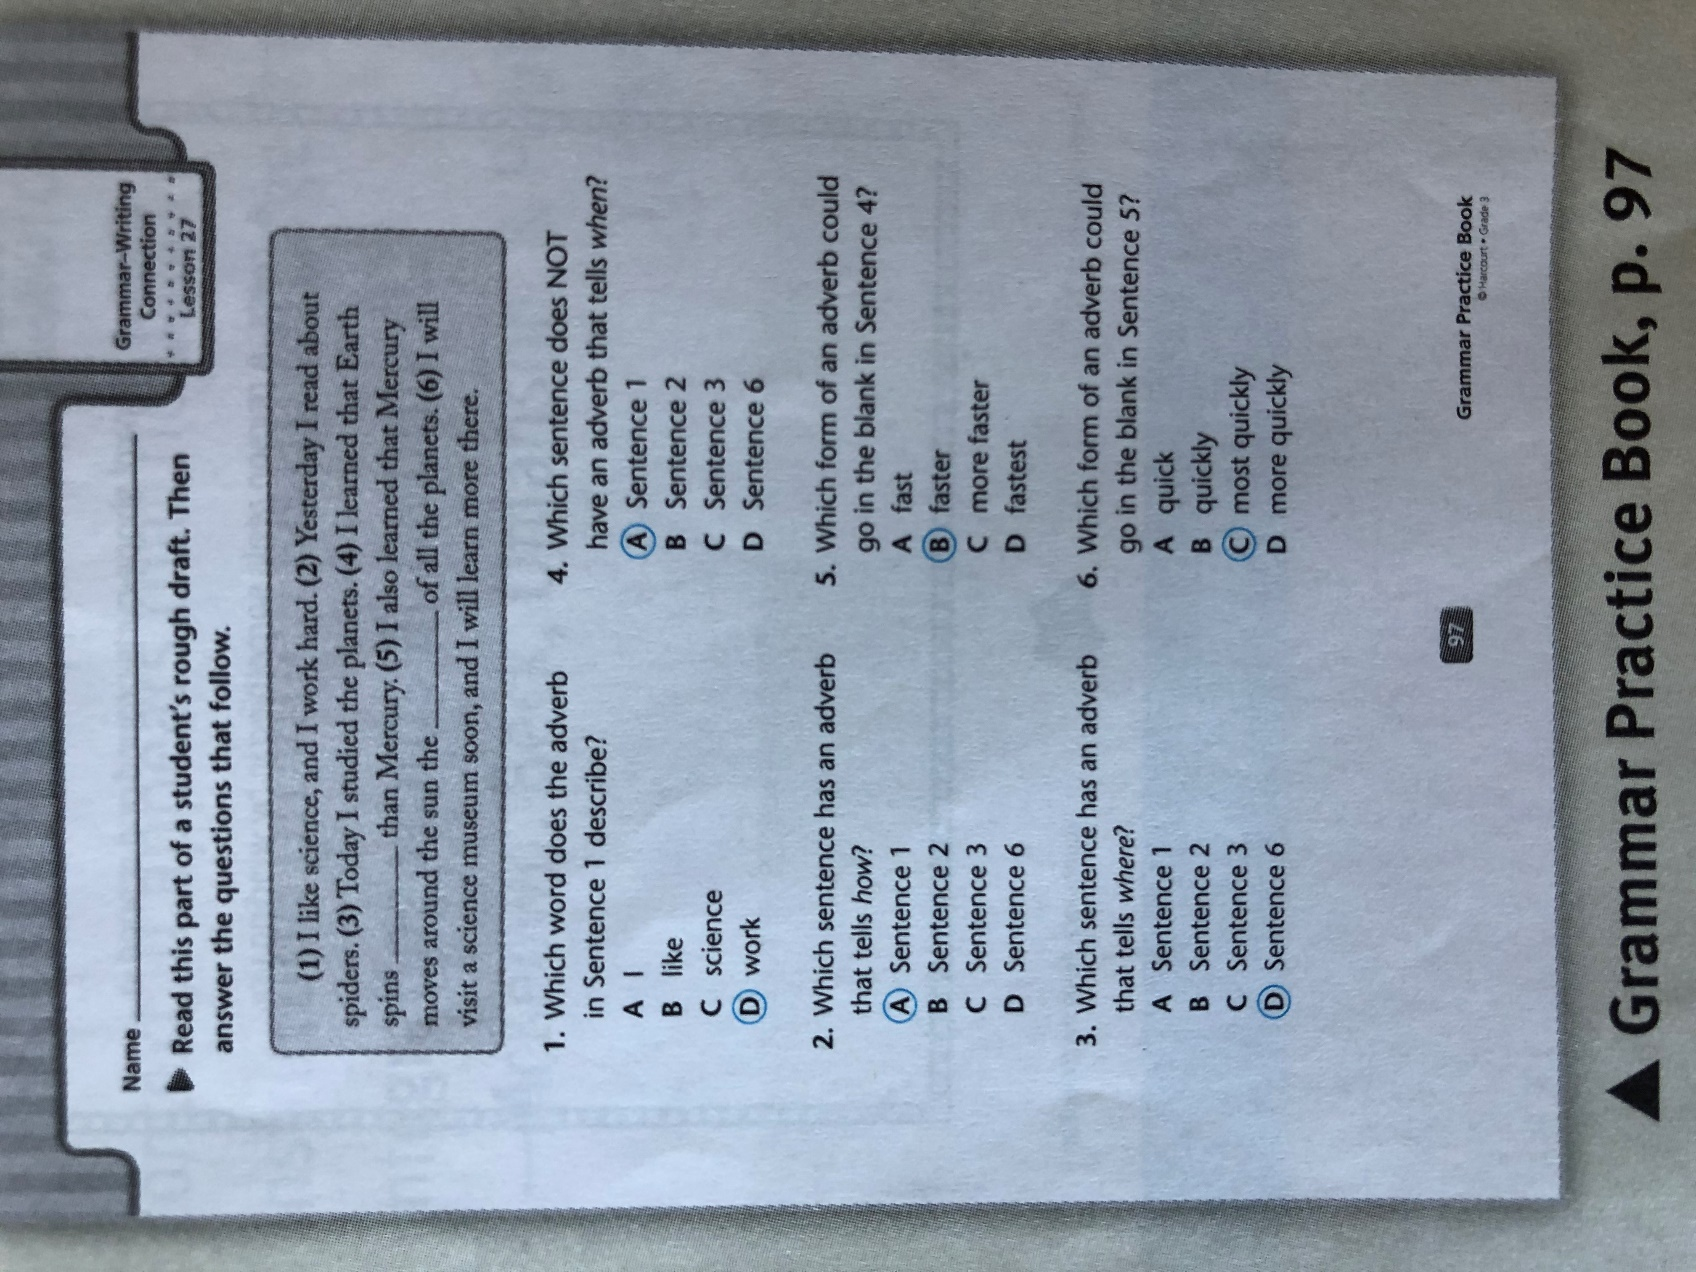 Grammar-Writing
Connection
Lesson 27
Name
Read this part of a student's rough draft. Then
answer the questions that follow.
(1) I like science, and I work hard. (2) Yesterday I read about
spiders. (3) Today I studied the planets. (4) I learned that Earth
spins ________ than Mercury. (5) I also learned that Mercury
moves around the sun the ________ of all the planets. (6) I will
visit a science museum soon, and I will learn more there.
1. Which word does the adverb
in Sentence 1 describe?
A I
B like
C science
D work
2. Which sentence has an adverb
that tells how?
A Sentence 1
B Sentence 2
C Sentence 3
D Sentence 6
3. Which sentence has an adverb
that tells where?
A Sentence 1
B Sentence 2
C Sentence 3
D Sentence 6
4. Which sentence does NOT
have an adverb that tells when?
A Sentence 1
B Sentence 2
C Sentence 3
D Sentence 6
5. Which form of an adverb could
go in the blank in Sentence 4?
A fast
B faster
C more faster
D fastest
6. Which form of an adverb could
go in the blank in Sentence 5?
A quick
B quickly
C most quickly
D more quickly
97
Grammar Practice Book
© Harcourt • Grade 3
▲ Grammar Practice Book, p. 97